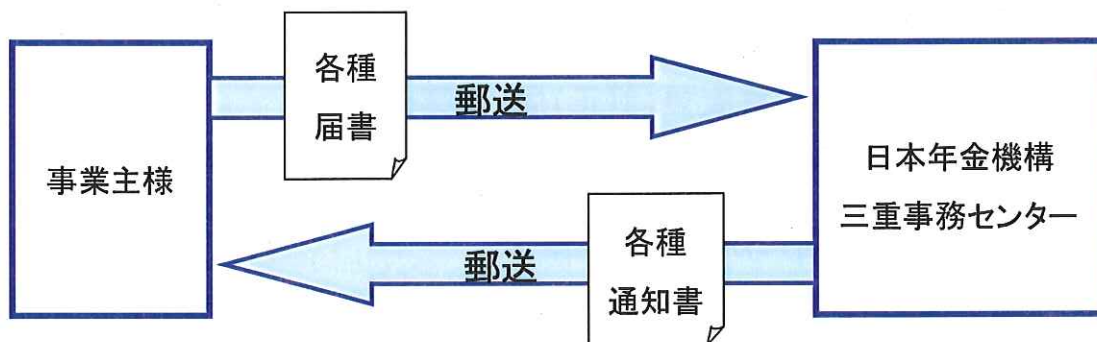 事業主様
各種
届書
郵送
日本年金機構
三重事務センター
郵送
各種
通知書